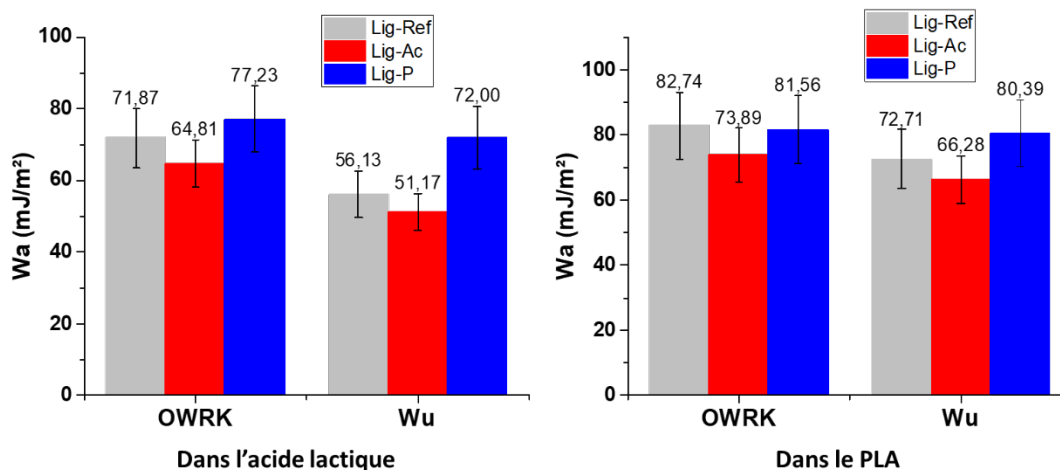 Wa (mJ/m²)
100
80
60
40
20
0
Lig-Ref
Lig-Ac
Lig-P
71,87
64,81
77,23
56,13
51,17
72,00
OWRK
Wu
Dans l’acide lactique
Wa (mJ/m²)
100
80
60
40
20
0
Lig-Ref
Lig-Ac
Lig-P
82,74
73,89
81,56
72,71
66,28
80,39
OWRK
Wu
Dans le PLA